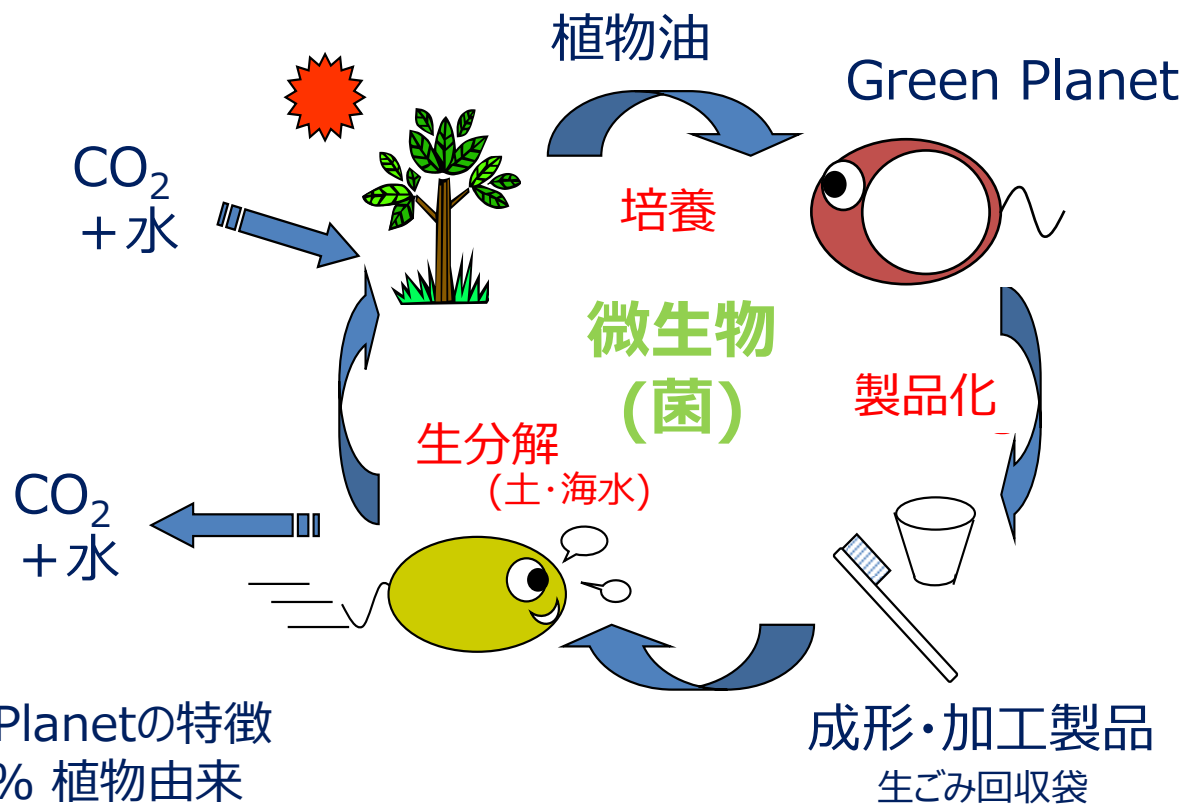 植物油
Green Planet
CO₂
+水
培養
微生物
(菌)
製品化
生分解
(土・海水)
CO₂
+水
Planetの特徴
% 植物由来
成形・加工製品
生ごみ回収袋